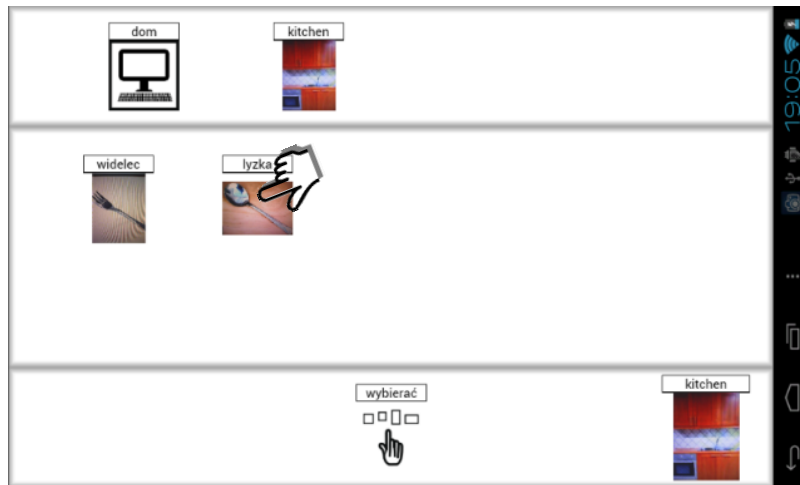 dom
kitchen
widelec
lyzka
wybierać
kitchen
19:05